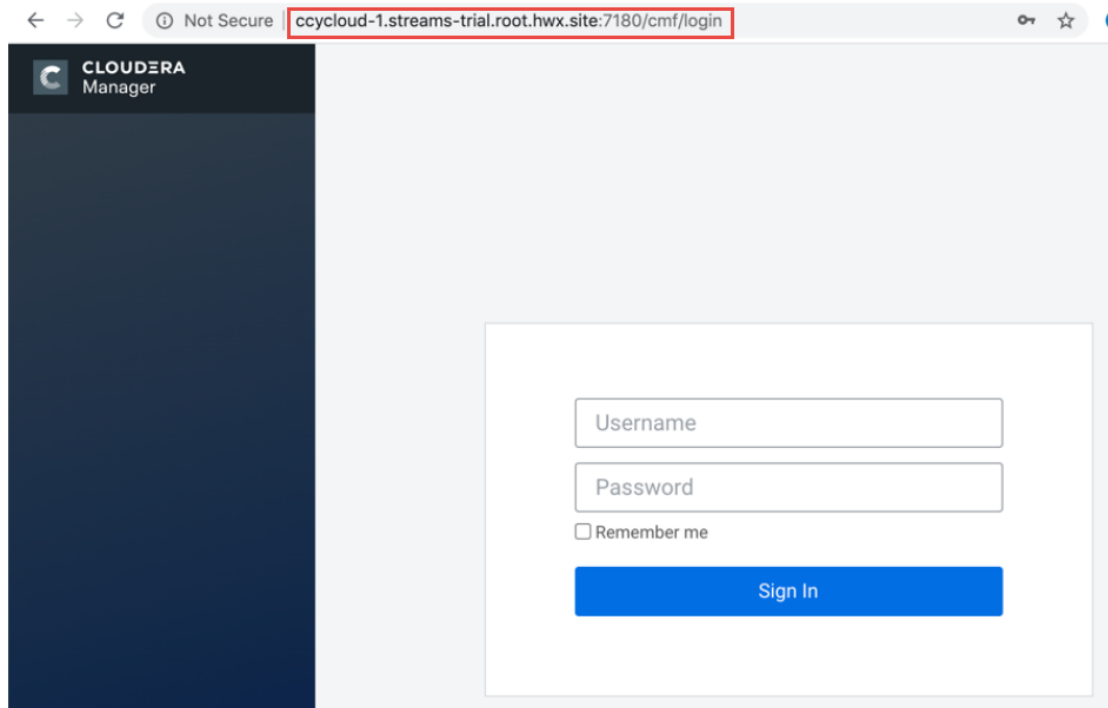 Not Secure ccycloud-1.streams-trial.root.hwx.site:7180/cmf/login
C CLOUDERA
Manager
Username
Password
Remember me
Sign In